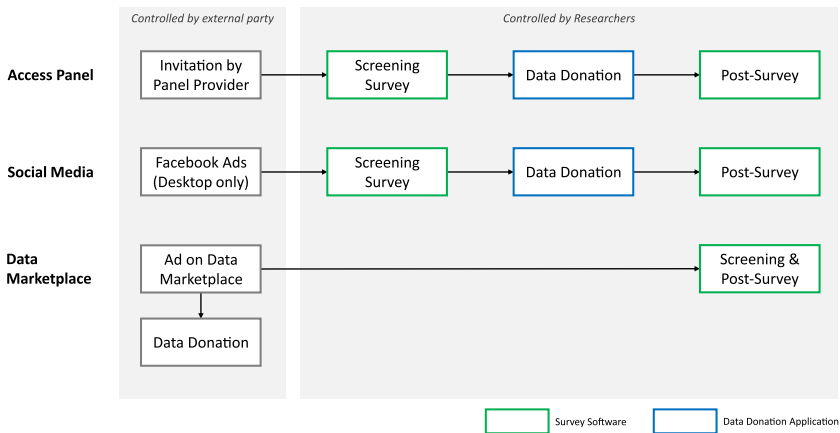 Controlled by external party
Controlled by Researchers
Access Panel
Invitation by
Panel Provider
Screening
Survey
Data Donation
Post-Survey
Social Media
Facebook Ads
(Desktop only)
Screening
Survey
Data Donation
Post-Survey
Data
Marketplace
Ad on Data
Marketplace
Screening &
Post-Survey
Data Donation
Survey Software
Data Donation Application